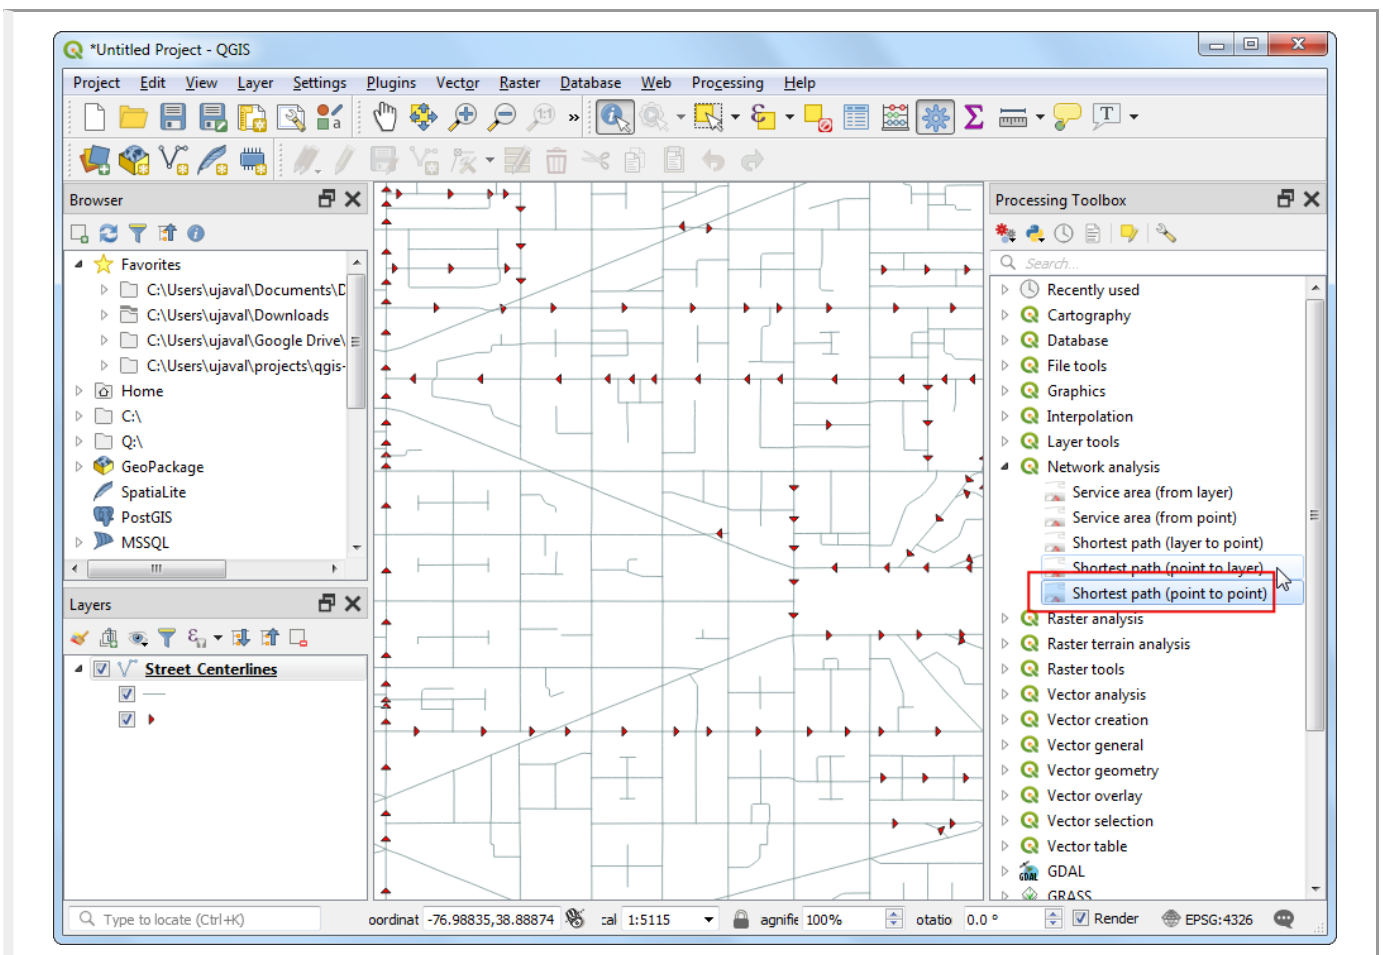 *Untitled Project - QGIS
Project Edit View Layer Settings Plugins Vector Raster Database Web Processing Help
1:1 » a Σ T
Browser
Favorites
C:\Users\ujaval\Documents\D
C:\Users\ujaval\Downloads
C:\Users\ujaval\Google Drive\
C:\Users\ujaval\projects\qgis-
Home
C:\
Q:\
GeoPackage
SpatiaLite
PostGIS
MSSQL
Layers
Street Centerlines
Processing Toolbox
Search...
Recently used
Cartography
Database
File tools
Graphics
Interpolation
Layer tools
Network analysis
Service area (from layer)
Service area (from point)
Shortest path (layer to point)
Shortest path (point to layer)
Shortest path (point to point)
Raster analysis
Raster terrain analysis
Raster tools
Vector analysis
Vector creation
Vector general
Vector geometry
Vector overlay
Vector selection
Vector table
GDAL
GRASS
Type to locate (Ctrl+K) oordinat -76.98835,38.88874 :al 1:5115 agnifie 100% otatio 0.0 ° Render EPSG:4326